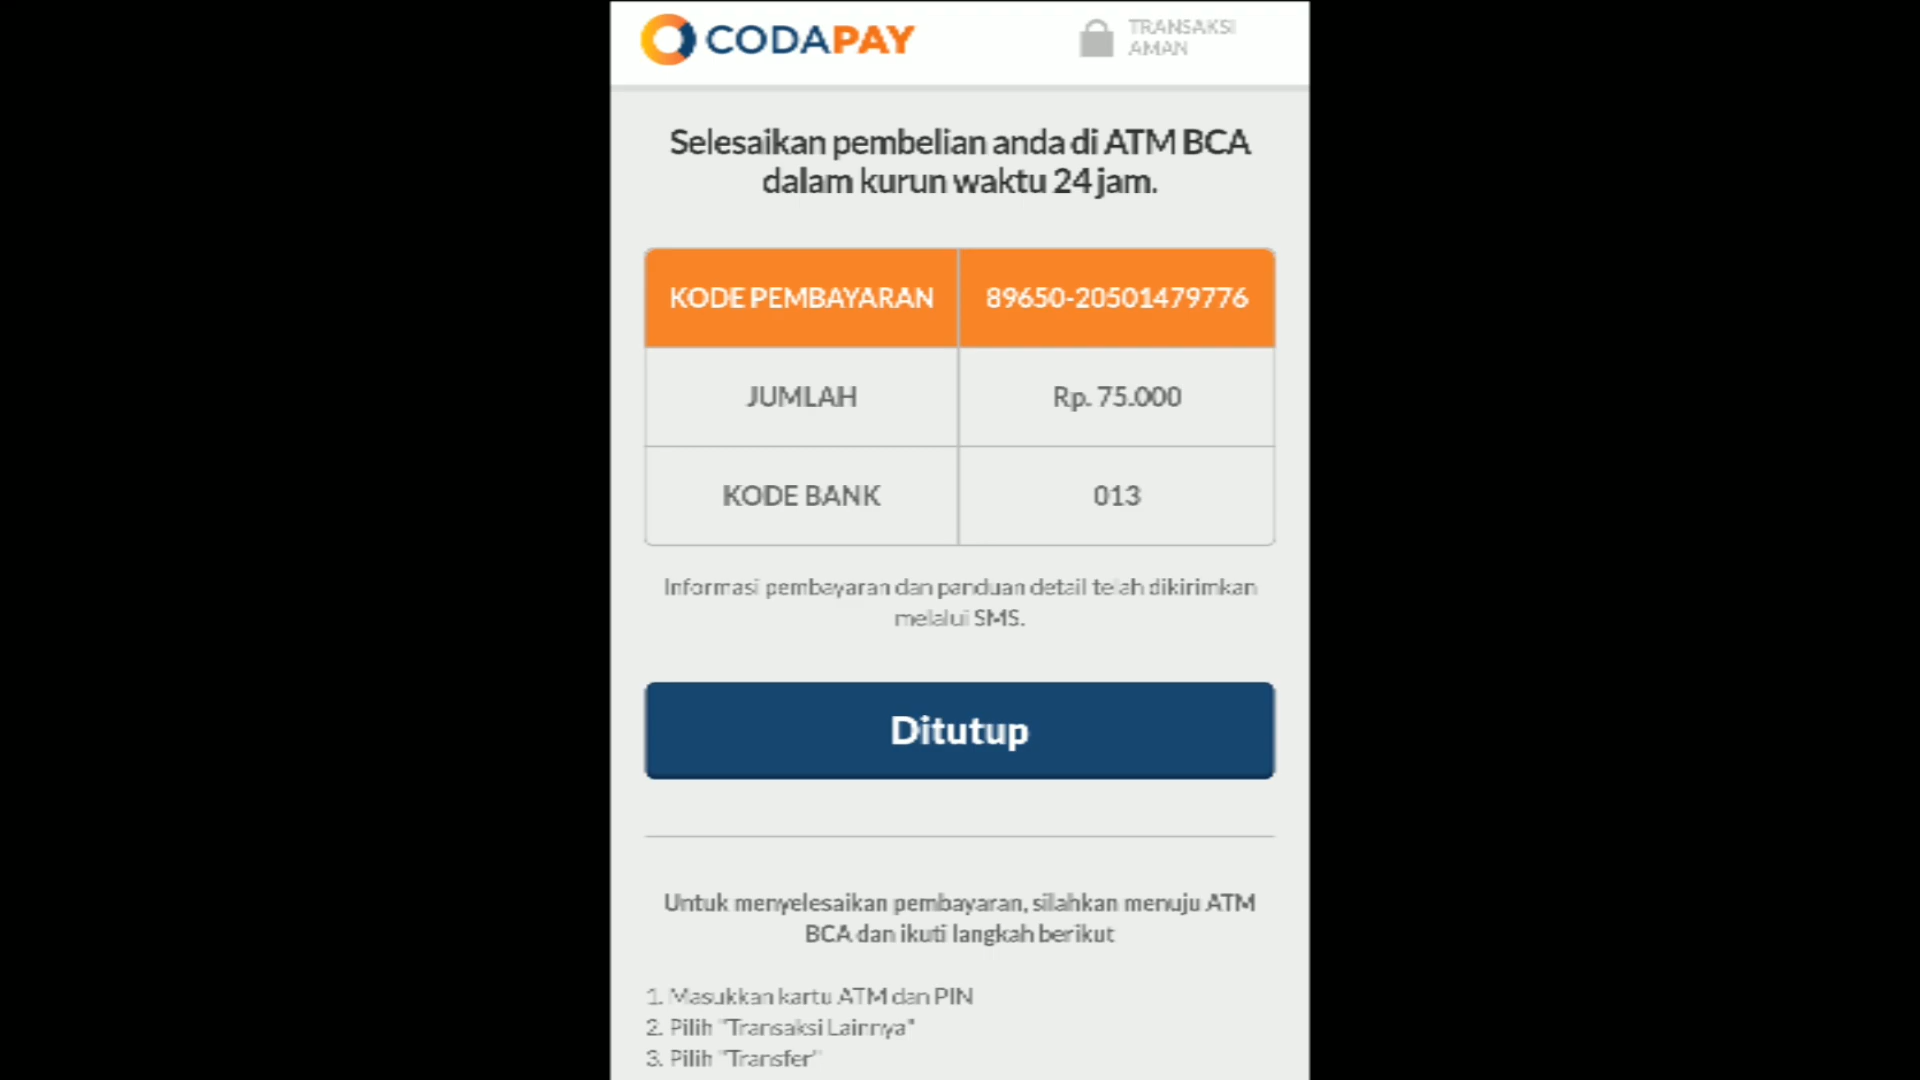 CODAPAY
TRANSAKSI
AMAN
Selesaikan pembelian anda di ATM BCA
dalam kurun waktu 24 jam.
KODE PEMBAYARAN 89650-20501479776
JUMLAH Rp. 75.000
KODE BANK 013
Informasi pembayaran dan panduan detail telah dikirimkan
melalui SMS.
Ditutup
Untuk menyelesaikan pembayaran, silahkan menuju ATM
BCA dan ikuti langkah berikut
1. Masukkan kartu ATM dan PIN
2. Pilih "Transaksi Lainnya"
3. Pilih "Transfer"